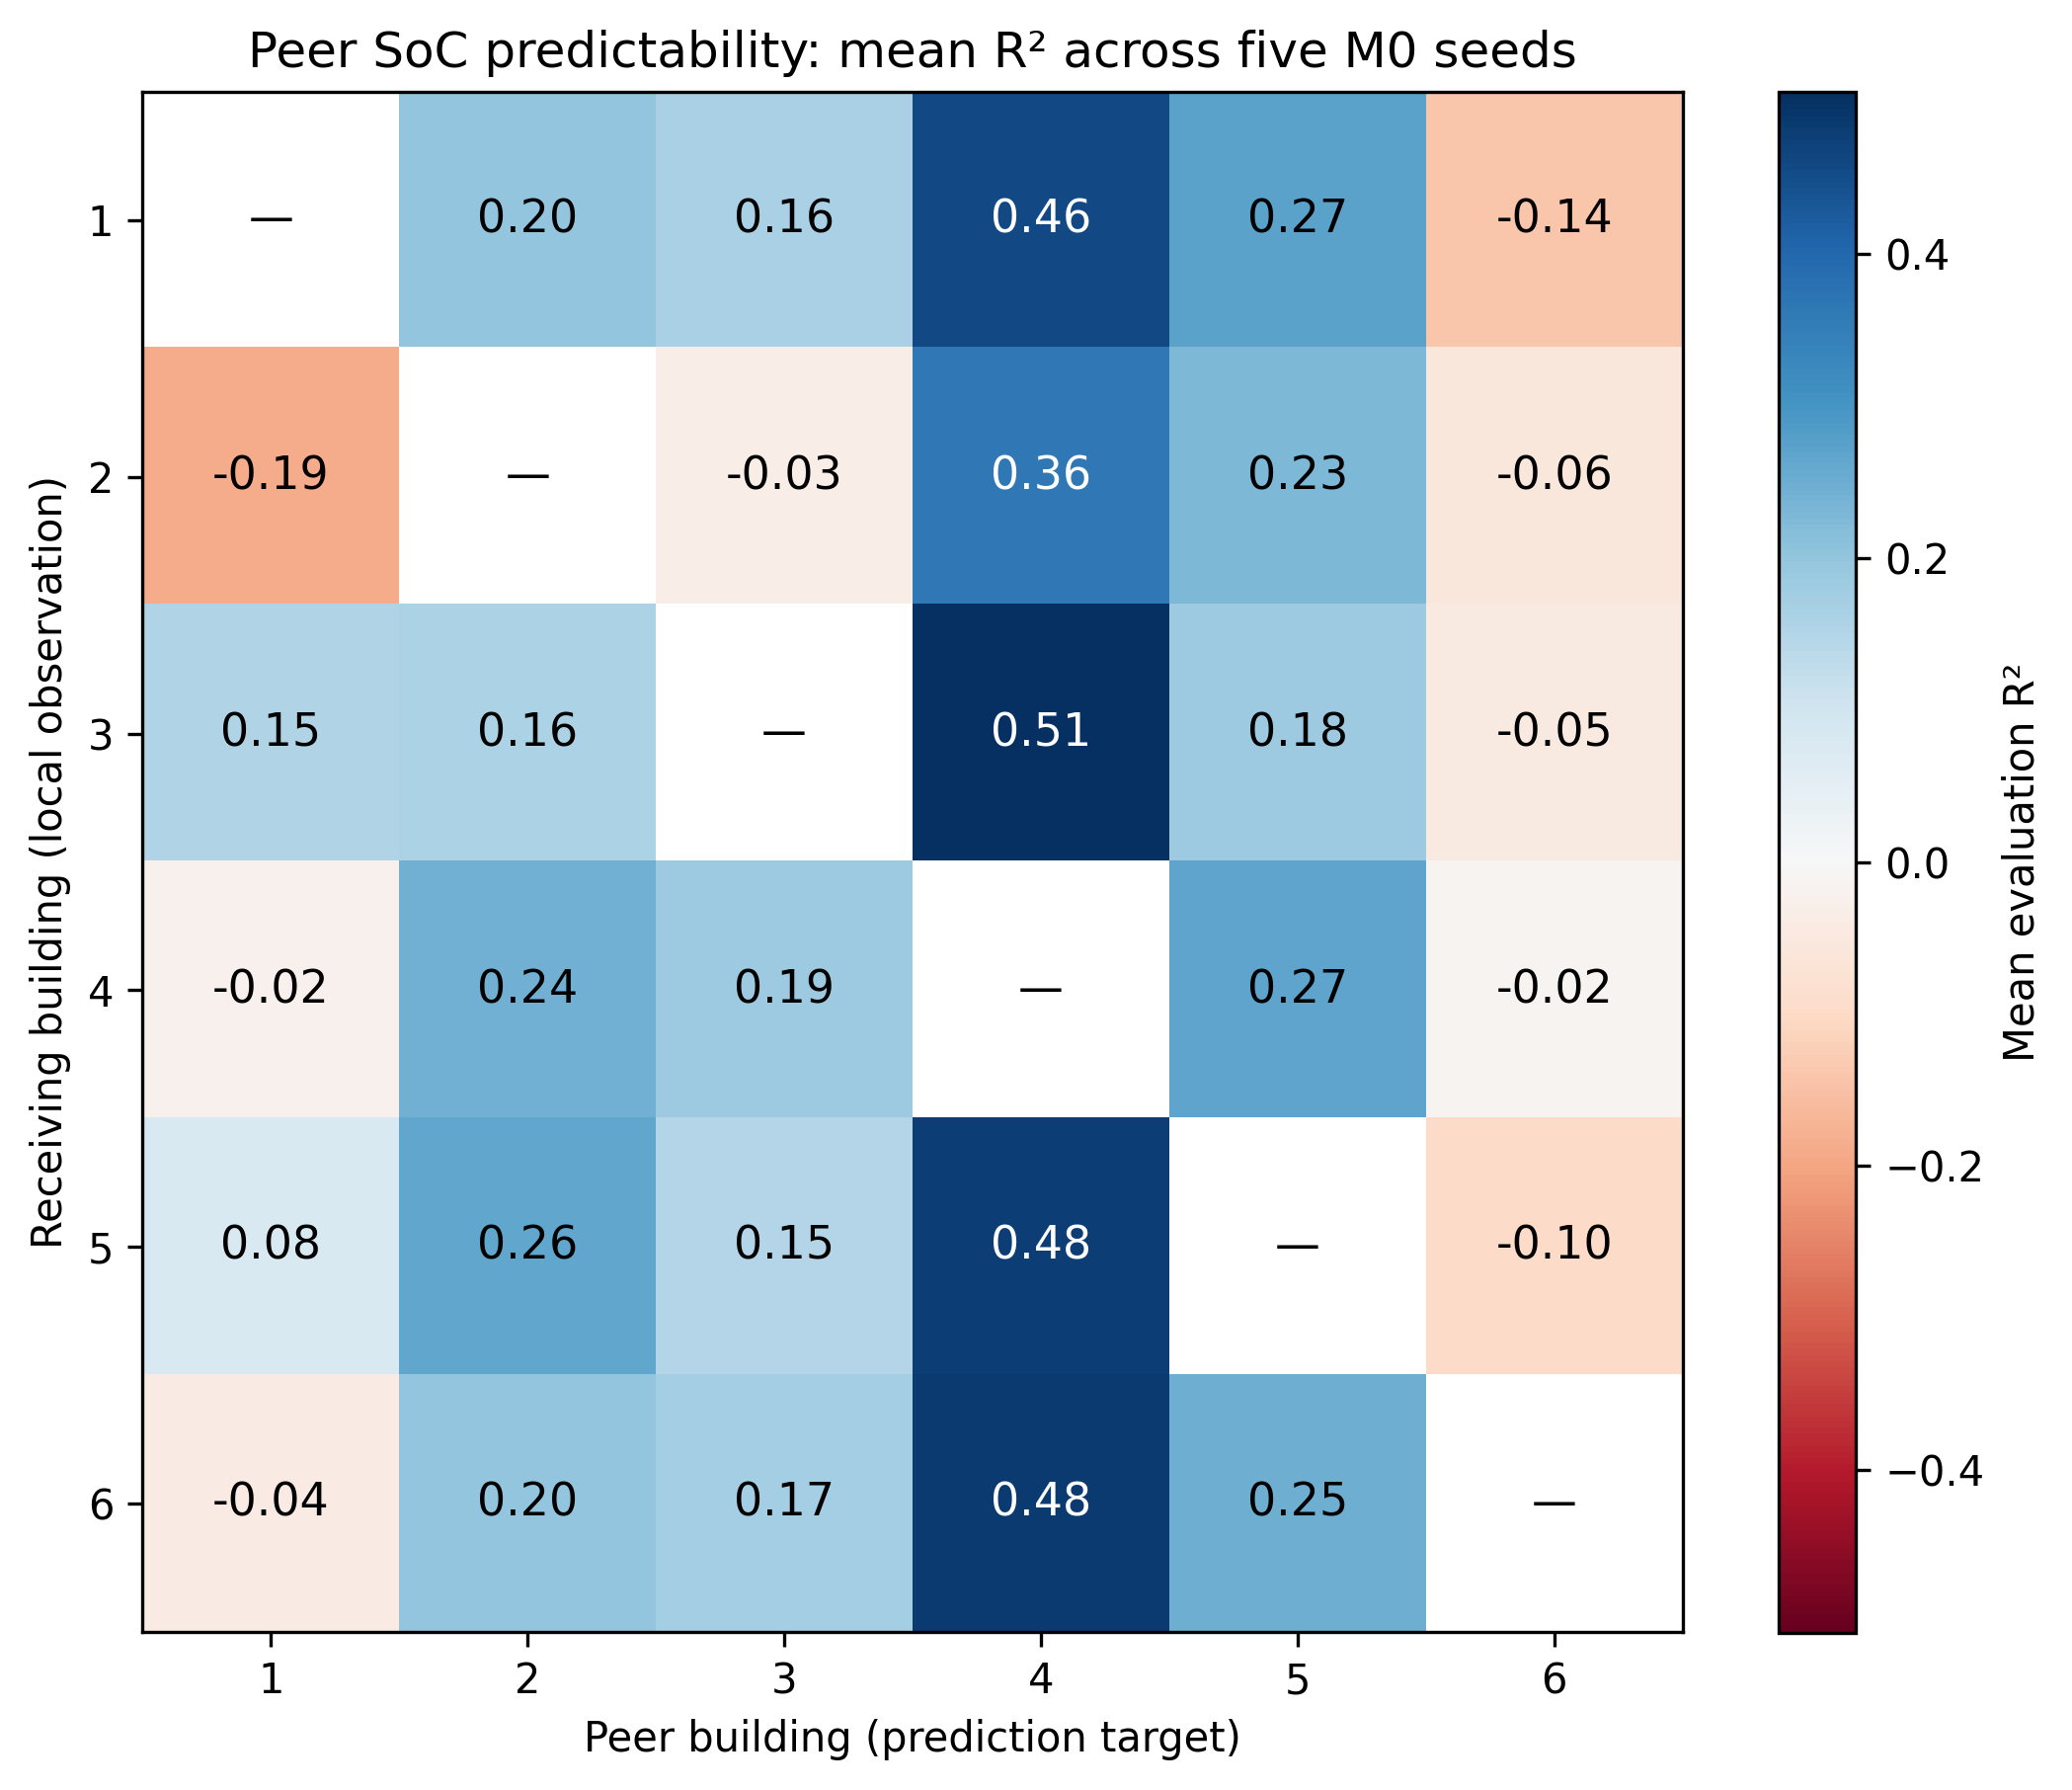 Peer SoC predictability: mean R² across five M0 seeds
Receiving building (local observation)
1 — 0.20 0.16 0.46 0.27 -0.14
2 -0.19 — -0.03 0.36 0.23 -0.06
3 0.15 0.16 — 0.51 0.18 -0.05
4 -0.02 0.24 0.19 — 0.27 -0.02
5 0.08 0.26 0.15 0.48 — -0.10
6 -0.04 0.20 0.17 0.48 0.25 —
1 2 3 4 5 6
Peer building (prediction target)
0.4
0.2
0.0
−0.2
−0.4
Mean evaluation R²